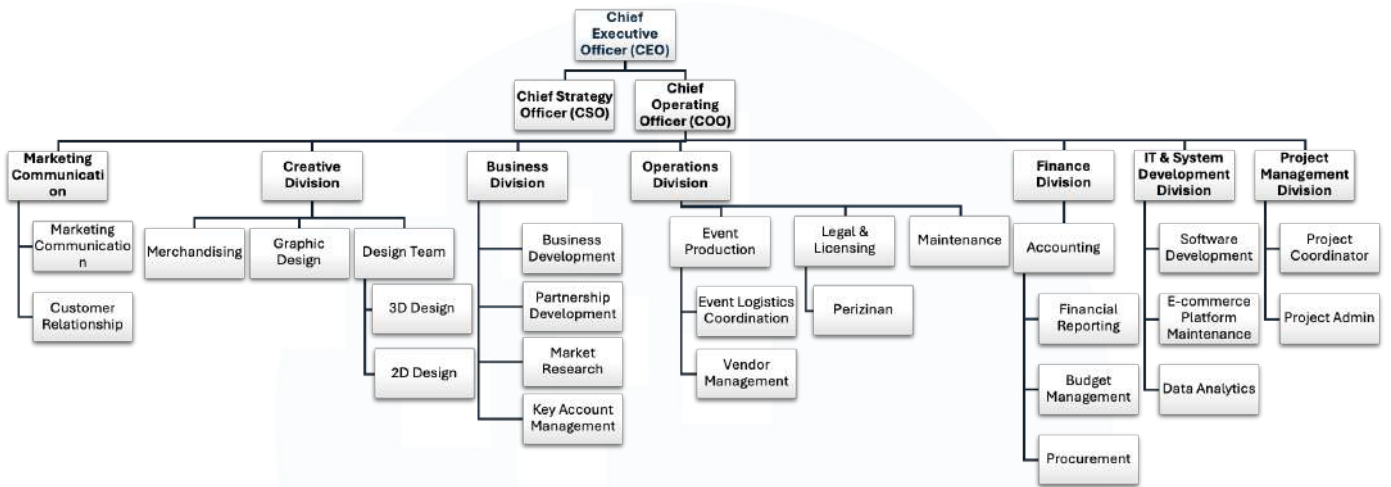 Chief
Executive
Officer (CEO)
Chief Strategy
Officer (CSO)
Chief
Operating
Officer (COO)
Marketing
Communicati
on
Creative
Division
Business
Division
Operations
Division
Finance
Division
IT & System
Development
Division
Project
Management
Division
Marketing
Communicatio
n
Customer
Relationship
Merchandising
Graphic
Design
Design Team
3D Design
2D Design
Business
Development
Partnership
Development
Market
Research
Key Account
Management
Event
Production
Event Logistics
Coordination
Vendor
Management
Legal &
Licensing
Perizinan
Maintenance
Accounting
Financial
Reporting
Budget
Management
Procurement
Software
Development
E-commerce
Platform
Maintenance
Data Analytics
Project
Coordinator
Project Admin